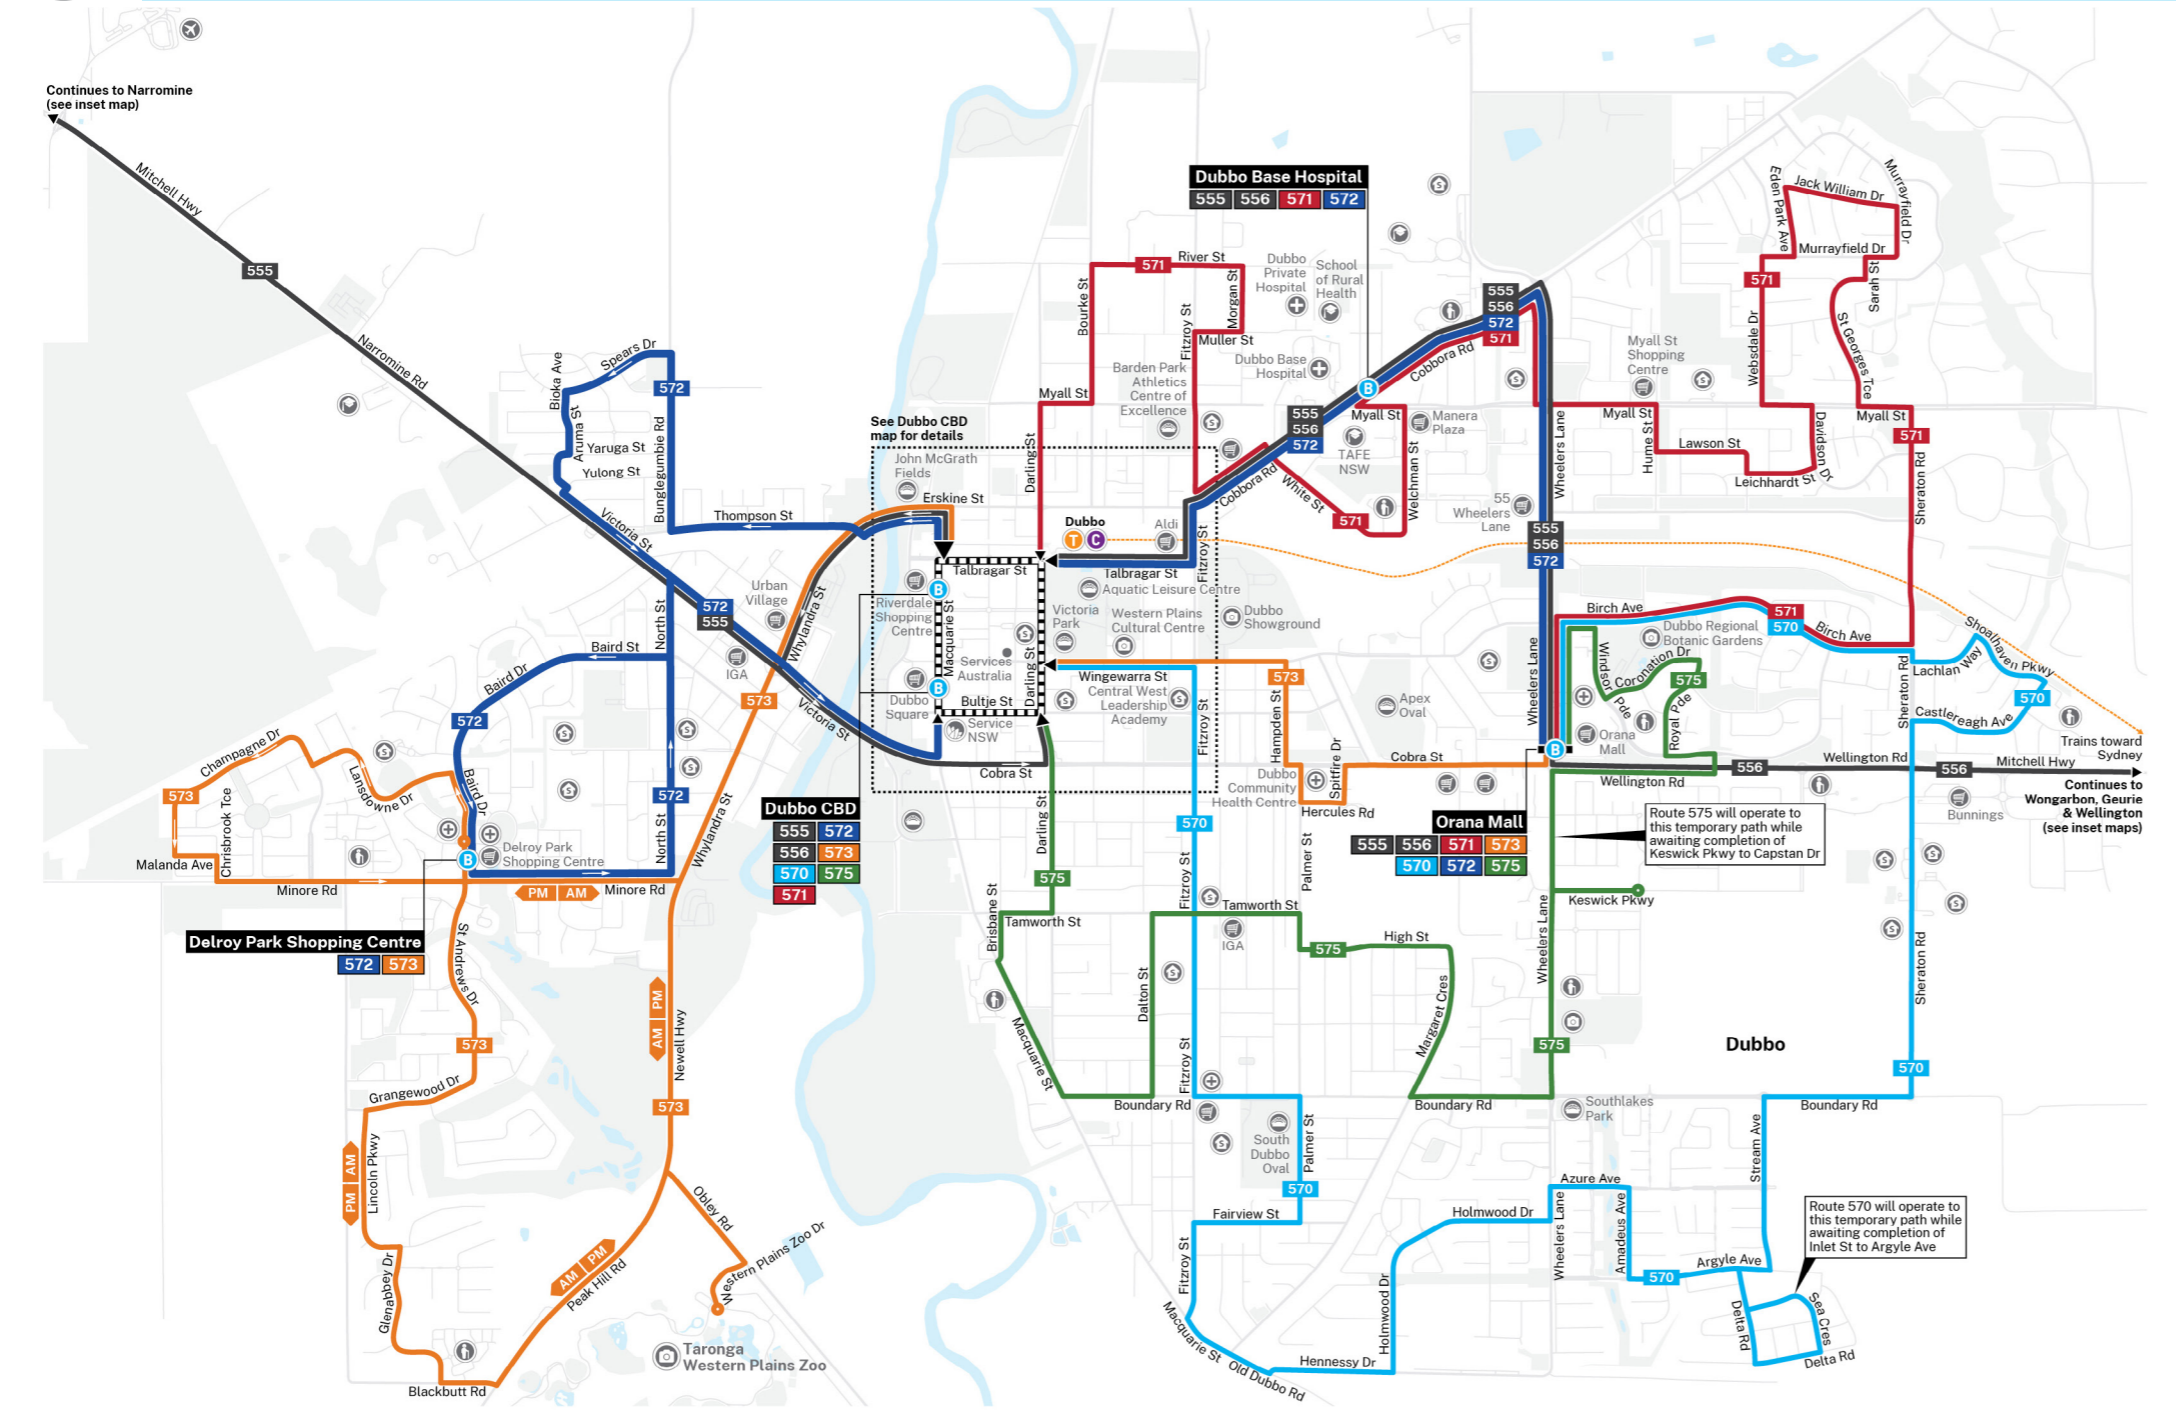 Continues to Narromine
(see inset map)
Mitchell Hwy
555
Narromine Rd
Dubbo Base Hospital
555 556 571 572
Eden Park Ave
Jack William Dr
Murrayfield Dr
Murrayfield Dr
571
Sarah St
Websdale Dr
St Georges Tce
Myall St
571
Davidson Dr
Leichhardt St
Lawson St
Hume St
Myall St
Myall St
Shopping
Centre
Sheraton Rd
River St
571
Bourke St
Morgan St
Fitzroy St
Muller St
Dubbo
Private
Hospital
School
of Rural
Health
Dubbo Base
Hospital
Barden Park
Athletics
Centre of
Excellence
Myall St
Darling St
555
556
572
571
Cobbora Rd
B
555
556
572
Myall St
Manera
Plaza
TAFE
NSW
Welchman St
White St
571
Cobbora Rd
55
Wheelers
Lane
Wheelers Lane
555
556
572
Spears Dr
572
Bioka Ave
Aruma St
Yaruga St
Yulong St
Bunglegumbie Rd
Thompson St
Victoria St
See Dubbo CBD
map for details
John McGrath
Fields
Erskine St
Dubbo
T C
Aldi
Talbragar St
Talbragar St
Fitzroy St
Aquatic Leisure Centre
B
Riverdale
Shopping
Centre
Macquarie St
Services
Australia
Darling St
Victoria
Park
Western Plains
Cultural Centre
Dubbo
Showground
Wingewarra St
Central West
Leadership
Academy
B
Bultje St
Dubbo
Square
Service
NSW
Cobra St
Fitzroy St
Urban
Village
Whylandra St
572
555
North St
Baird St
Baird Dr
IGA
573
Victoria St
572
Champagne Dr
573
Lansdowne Dr
Baird Dr
Chrisbrook Tce
Malanda Ave
Minore Rd
B
Delroy Park
Shopping Centre
572
North St
Whylandra St
PM AM
Minore Rd
Delroy Park Shopping Centre
572 573
St Andrews Dr
573
Grangewood Dr
AM PM
Lincoln Pkwy
Glenabbey Dr
Blackbutt Rd
AM PM
Peak Hill Rd
PM AM
Newell Hwy
573
Obley Rd
Western Plains Zoo Dr
Taronga
Western Plains Zoo
Dubbo CBD
555 572
556 573
570 575
571
573
Hampden St
Spitfire Dr
Cobra St
Dubbo
Community
Health Centre
Hercules Rd
Apex
Oval
Wheelers Lane
Birch Ave
571
570
Birch Ave
Dubbo Regional
Botanic Gardens
Windsor Pde
Coronation Dr
575
Royal Pde
Orana
Mall
B
Wellington Rd
556
Wellington Rd
556
Mitchell Hwy
Sheraton Rd
Lachlan Way
Shoalhaven Pkwy
570
Castlereagh Ave
Trains toward
Sydney
Continues to
Wongarbon, Geurie
& Wellington
(see inset maps)
Bunnings
Orana Mall
555 556 571 573
570 572 575
Route 575 will operate to
this temporary path while
awaiting completion of
Keswick Pkwy to Capstan Dr
Keswick Pkwy
Wheelers Lane
575
570
Darling St
575
Brisbane St
Tamworth St
Fitzroy St
Palmer St
Tamworth St
IGA
575
High St
Margaret Cres
Dalton St
Macquarie St
Fitzroy St
Boundary Rd
Boundary Rd
South
Dubbo
Oval
Palmer St
570
Fairview St
Fitzroy St
Macquarie St
Old Dubbo Rd
Hennessy Dr
Holmwood Dr
Holmwood Dr
Wheelers Lane
Azure Ave
Amadeus Ave
570
Argyle Ave
Stream Ave
Southlakes
Park
Dubbo
Sheraton Rd
570
Boundary Rd
Route 570 will operate to
this temporary path while
awaiting completion of
Inlet St to Argyle Ave
Delta Rd
Sea Cres
Delta Rd